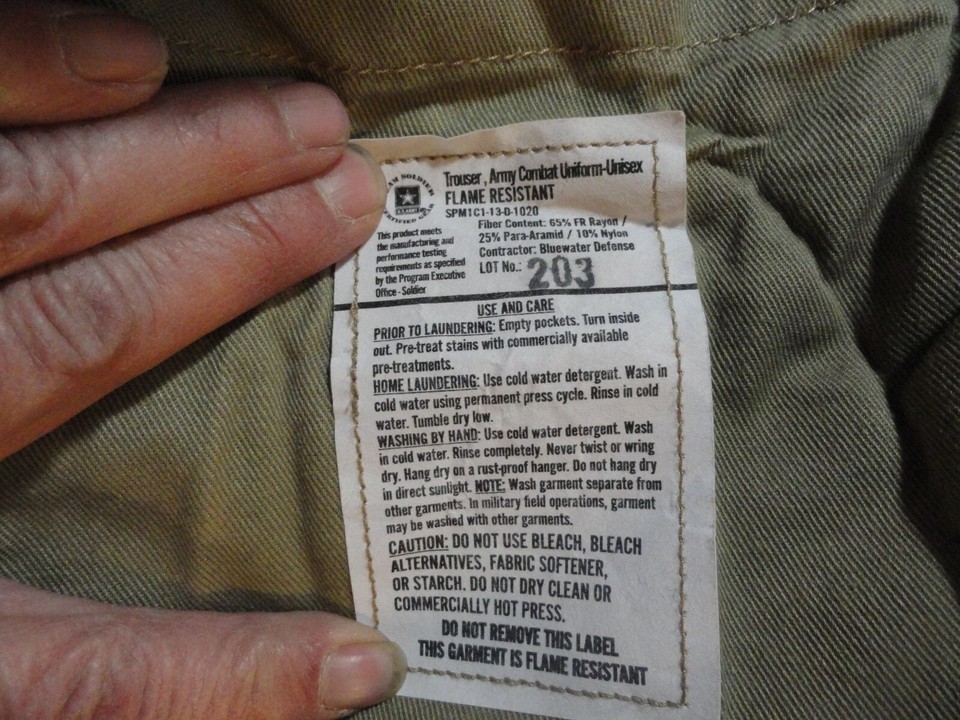 Trouser, Army Combat Uniform-Unisex
FLAME RESISTANT
SPM1C1-13-D-1020
Fiber Content: 65% FR Rayon /
25% Para-Aramid / 10% Nylon
Contractor: Bluewater Defense
LOT No.: 203
SOLDIER
This product meets
the manufacturing and
performance testing
requirements as specified
by the Program Executive
Office - Soldier
USE AND CARE
PRIOR TO LAUNDERING: Empty pockets. Turn inside
out. Pre-treat stains with commercially available
pre-treatments.
HOME LAUNDERING: Use cold water detergent. Wash in
cold water using permanent press cycle. Rinse in cold
water. Tumble dry low.
WASHING BY HAND: Use cold water detergent. Wash
in cold water. Rinse completely. Never twist or wring
dry. Hang dry on a rust-proof hanger. Do not hang dry
in direct sunlight. NOTE: Wash garment separate from
other garments. In military field operations, garment
may be washed with other garments.
CAUTION: DO NOT USE BLEACH, BLEACH
ALTERNATIVES, FABRIC SOFTENER,
OR STARCH. DO NOT DRY CLEAN OR
COMMERCIALLY HOT PRESS.
DO NOT REMOVE THIS LABEL
THIS GARMENT IS FLAME RESISTANT